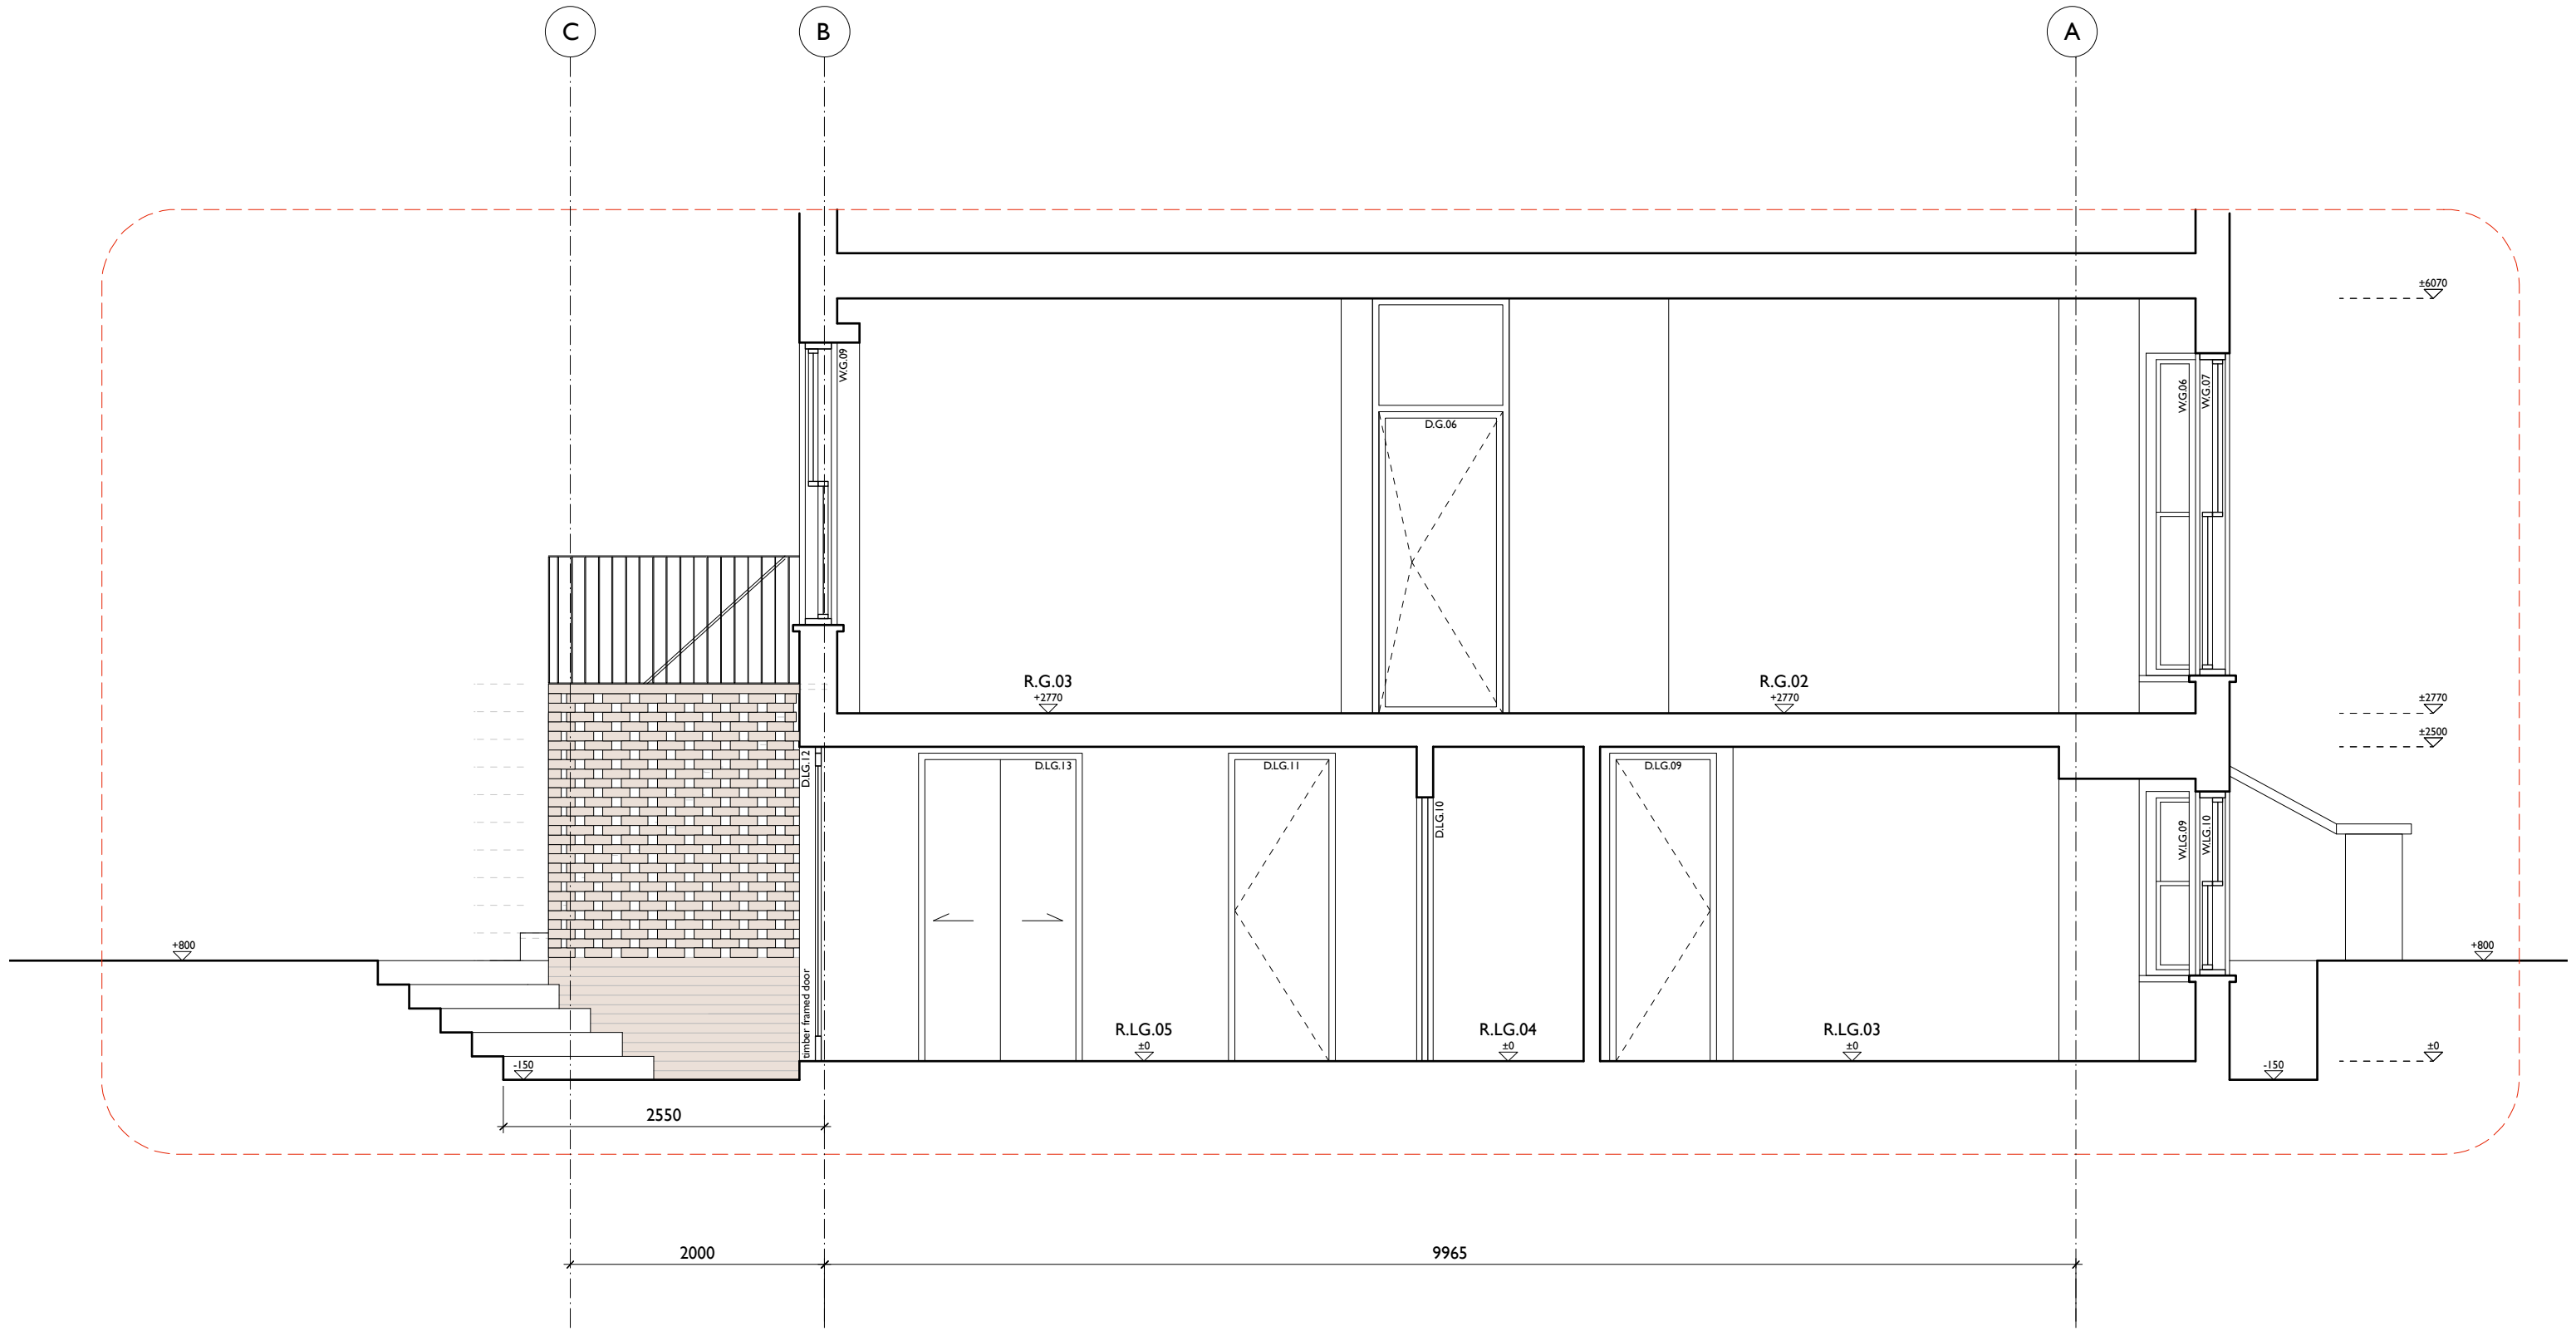 C
B
A
±6070
W.G.09
W.G.06
W.G.07
D.G.06
R.G.03
+2770
R.G.02
+2770
±2770
±2500
D.LG.12
D.LG.13
D.LG.11
D.LG.10
D.LG.09
W.LG.09
W.LG.10
+800
+800
timber framed door
R.LG.05
±0
R.LG.04
±0
R.LG.03
±0
±0
-150
-150
2550
2000
9965